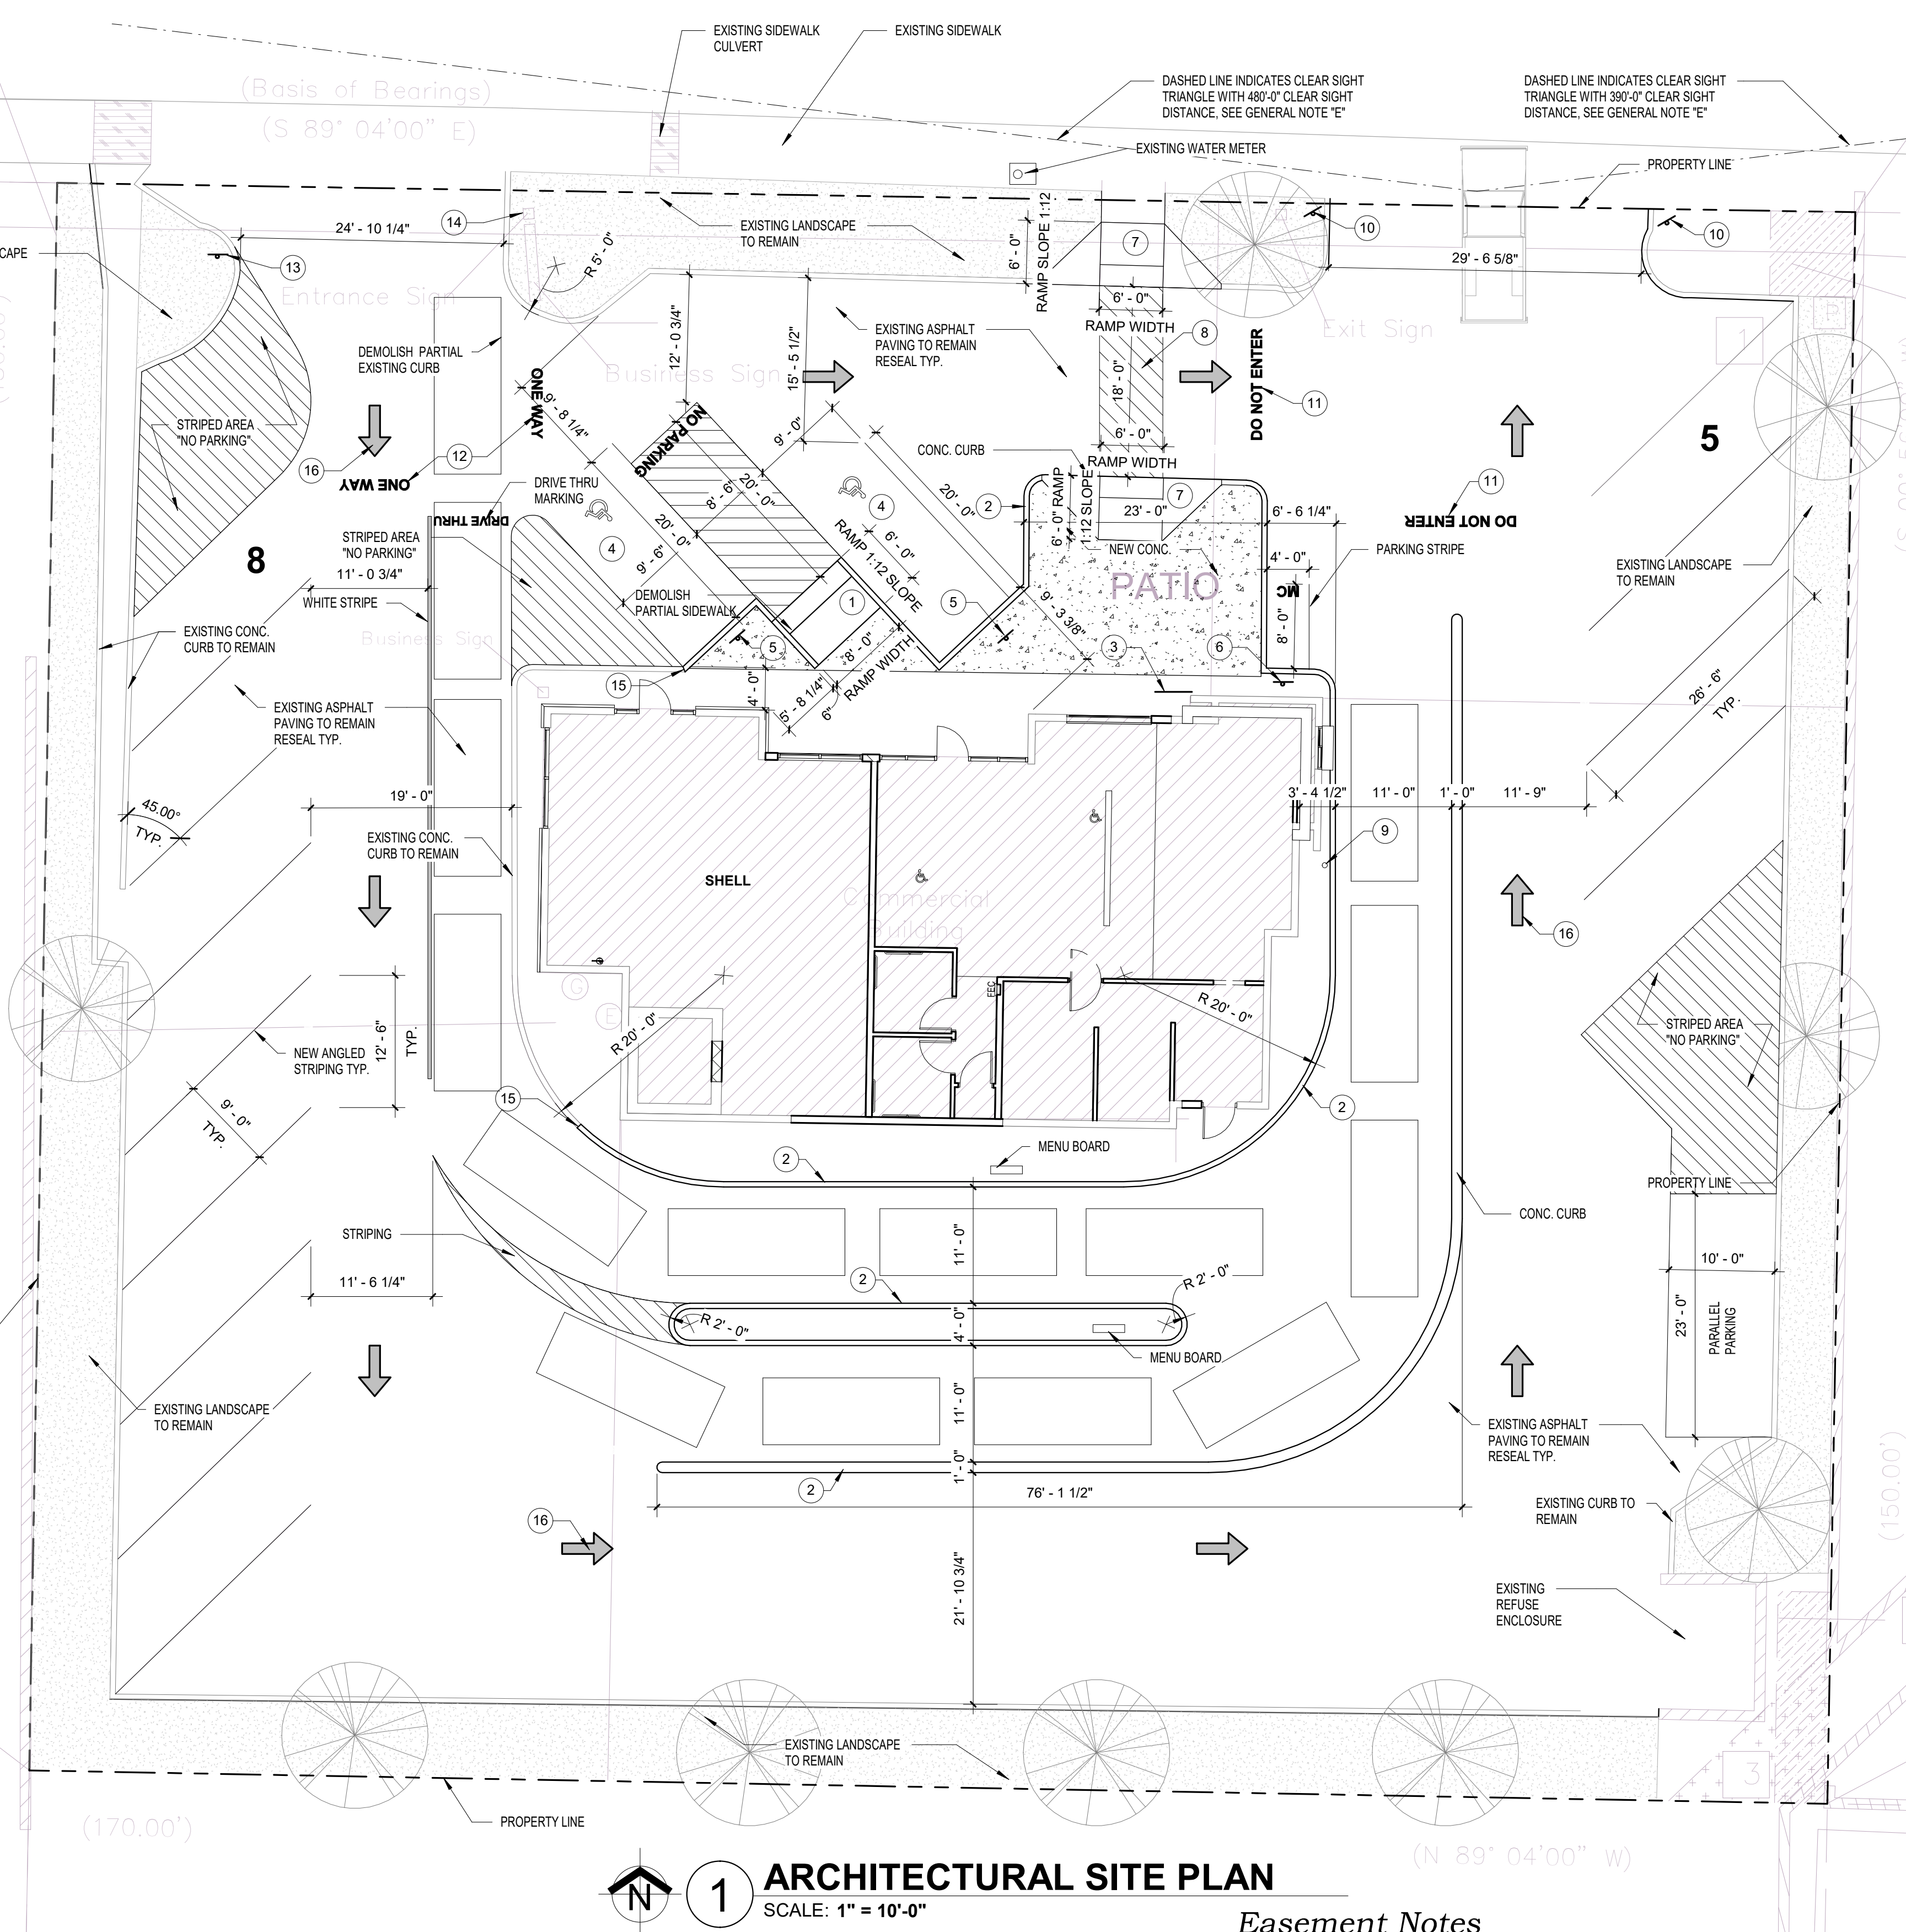 EXISTING SIDEWALK
CULVERT
EXISTING SIDEWALK
DASHED LINE INDICATES CLEAR SIGHT
TRIANGLE WITH 480'-0" CLEAR SIGHT
DISTANCE, SEE GENERAL NOTE "E"
DASHED LINE INDICATES CLEAR SIGHT
TRIANGLE WITH 390'-0" CLEAR SIGHT
DISTANCE, SEE GENERAL NOTE "E"
(Basis of Bearings)
(S 89° 04'00" E)
EXISTING WATER METER
PROPERTY LINE
14
24' - 10 1/4"
EXISTING LANDSCAPE
TO REMAIN
R 5' - 0"
6' - 0"
RAMP SLOPE 1:12
7
10
10
29' - 6 5/8"
CAPE
13
Entrance Sign
6' - 0"
RAMP WIDTH
8
Exit Sign
1
P
DEMOLISH PARTIAL
EXISTING CURB
12' - 0 3/4"
15' - 5 1/2"
EXISTING ASPHALT
PAVING TO REMAIN
RESEAL TYP.
18' - 0"
DO NOT ENTER
11
Business Sign
ONE WAY
9' - 8 1/4"
STRIPED AREA
"NO PARKING"
NO PARKING
9' - 0"
6' - 0"
RAMP WIDTH
5
12
16
ONE WAY
DRIVE THRU
MARKING
CONC. CURB
11
DO NOT ENTER
DRIVE THRU
8' - 6"
20' - 0"
4
20' - 0"
2
6' - 0" RAMP
1:12 SLOPE
7
23' - 0"
6' - 6 1/4"
STRIPED AREA
"NO PARKING"
8
20' - 0"
4
9' - 6"
RAMP 1:12 SLOPE
6' - 0"
NEW CONC.
PARKING STRIPE
4' - 0"
EXISTING LANDSCAPE
TO REMAIN
11' - 0 3/4"
WHITE STRIPE
DEMOLISH
PARTIAL SIDEWALK
1
5
PATIO
MC
8' - 0"
EXISTING CONC.
CURB TO REMAIN
Business Sign
5
8' - 0"
RAMP WIDTH
9' - 3 3/8"
3
6
15
4' - 0"
5' - 8 1/4"
6"
26' - 6"
TYP.
EXISTING ASPHALT
PAVING TO REMAIN
RESEAL TYP.
19' - 0"
3' - 4 1/2"
11' - 0"
1' - 0"
11' - 9"
45.00°
TYP.
EXISTING CONC.
CURB TO REMAIN
9
SHELL
Commercial
Building
16
G
E
FEC
R 20' - 0"
R 20' - 0"
12' - 6"
TYP.
NEW ANGLED
STRIPING TYP.
STRIPED AREA
"NO PARKING"
9' - 0"
TYP.
15
2
MENU BOARD
2
PROPERTY LINE
CONC. CURB
STRIPING
11' - 0"
10' - 0"
11' - 6 1/4"
2
R 2' - 0"
R 2' - 0"
4' - 0"
23' - 0"
PARALLEL
PARKING
MENU BOARD
EXISTING LANDSCAPE
TO REMAIN
11' - 0"
EXISTING ASPHALT
PAVING TO REMAIN
RESEAL TYP.
1' - 0"
2
76' - 1 1/2"
EXISTING CURB TO
REMAIN
(150.00')
16
21' - 10 3/4"
EXISTING
REFUSE
ENCLOSURE
EXISTING LANDSCAPE
TO REMAIN
3
PROPERTY LINE
(170.00')
(N 89° 04'00" W)
N
1
ARCHITECTURAL SITE PLAN
SCALE: 1" = 10'-0"
Easement Notes